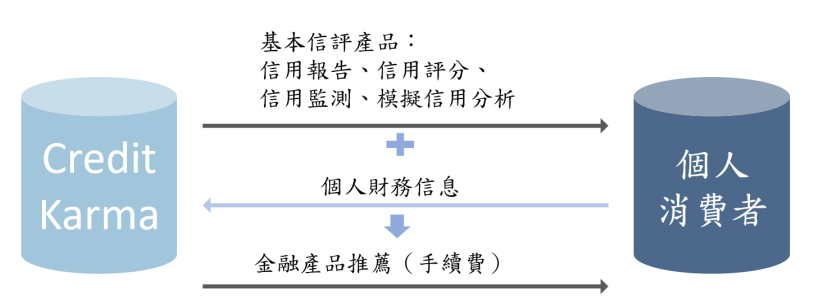 基本信評產品：
信用報告、信用評分、
信用監測、模擬信用分析
Credit
Karma
個人
消費者
個人財務信息
金融產品推薦（手續費）